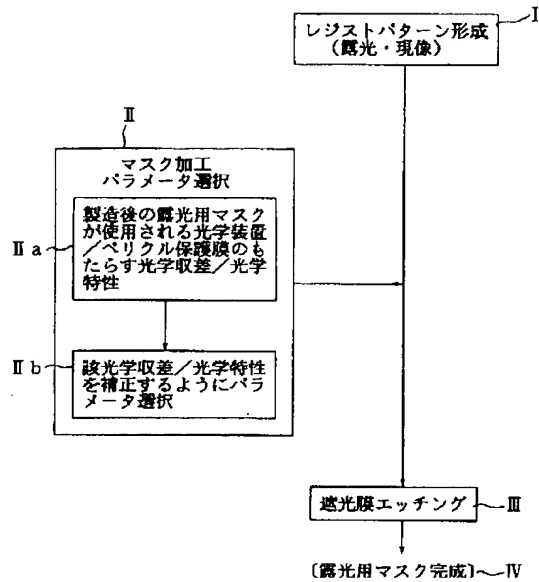 レジストパターン形成
(露光・現像)
Ⅰ
Ⅱ
マスク加工
パラメータ選択
製造後の露光用マスク
が使用される光学装置
/ペリクル保護膜のも
たらす光学収差/光学
特性
Ⅱa
該光学収差/光学特性
を補正するようにパラ
メータ選択
Ⅱb
遮光膜エッチング
Ⅲ
〔露光用マスク完成〕
Ⅳ